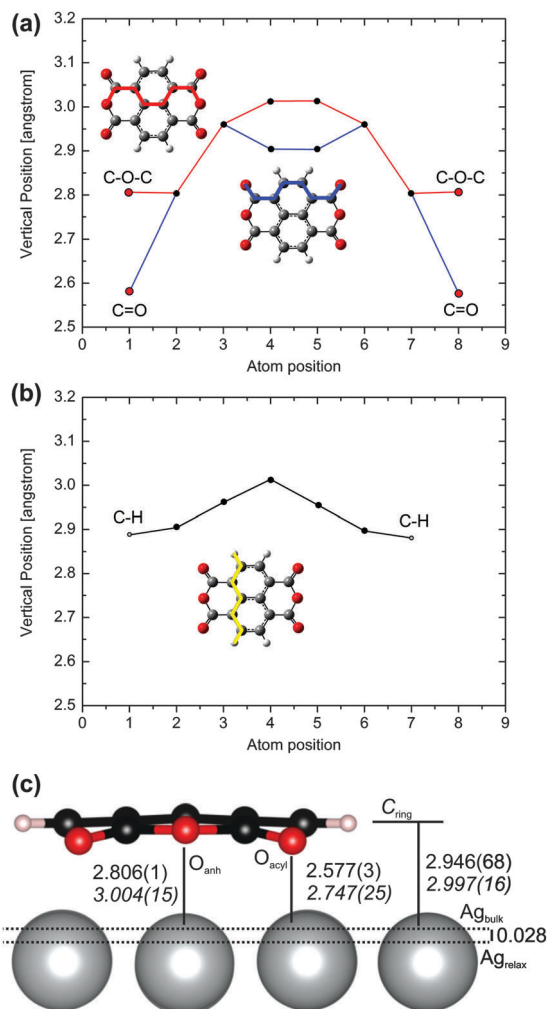 (a)
3.2
3.1
3.0
2.9
2.8
2.7
2.6
2.5
Vertical Position [angstrom]
C-O-C
C-O-C
C=O
C=O
0 1 2 3 4 5 6 7 8 9
Atom position
(b)
3.2
3.1
3.0
2.9
2.8
2.7
2.6
2.5
Vertical Position [angstrom]
C-H
C-H
0 1 2 3 4 5 6 7 8 9
Atom position
(c)
C_ring
O_anh
O_acyl
2.806(1)
3.004(15)
2.577(3)
2.747(25)
2.946(68)
2.997(16)
Ag_bulk
0.028
Ag_relax